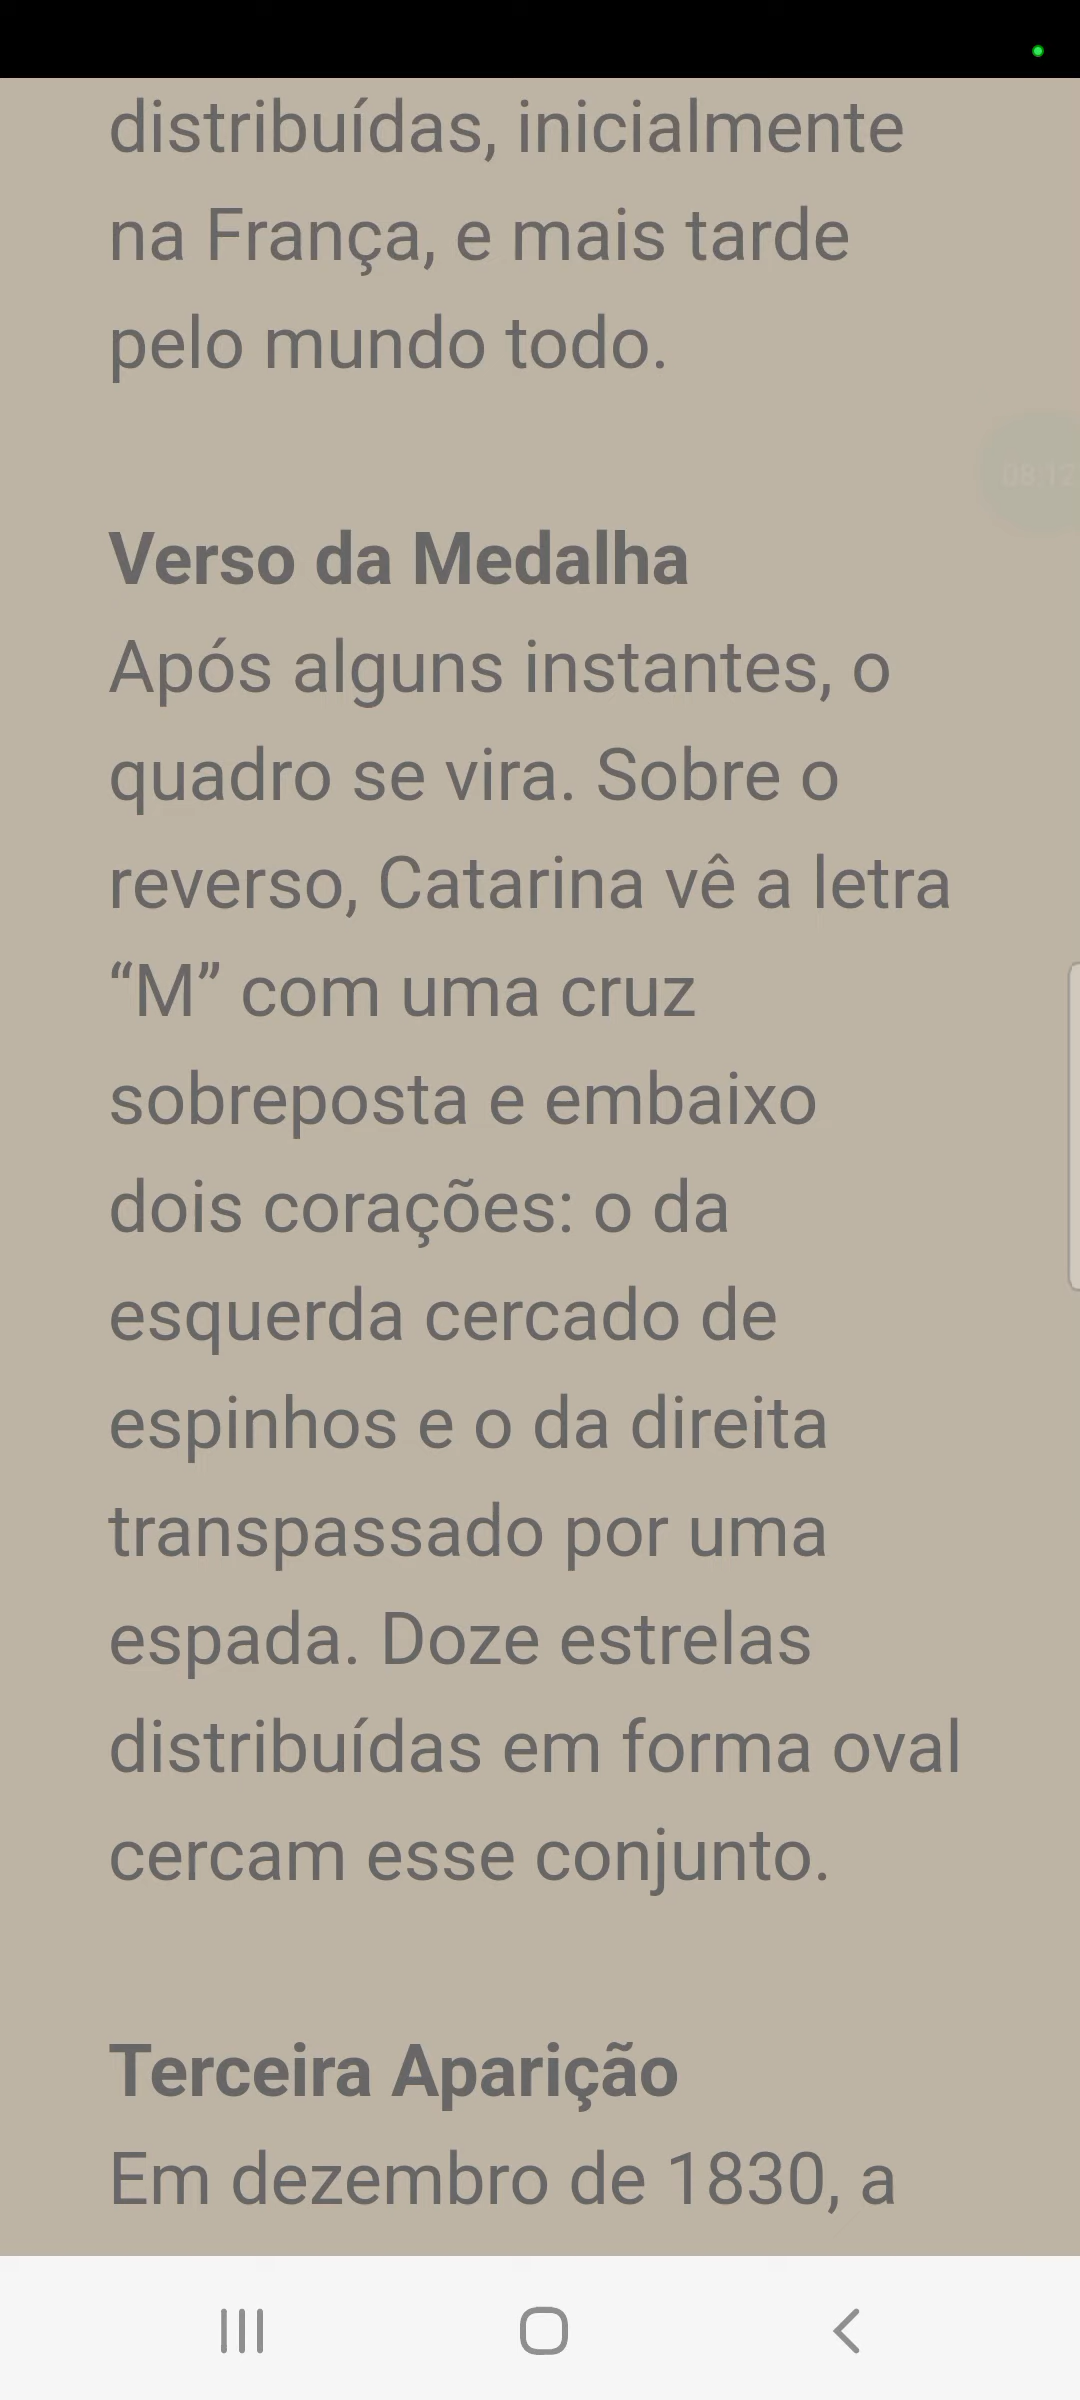 distribuídas, inicialmente
na França, e mais tarde
pelo mundo todo.
08:12
Verso da Medalha
Após alguns instantes, o
quadro se vira. Sobre o
reverso, Catarina vê a letra
“M” com uma cruz
sobreposta e embaixo
dois corações: o da
esquerda cercado de
espinhos e o da direita
transpassado por uma
espada. Doze estrelas
distribuídas em forma oval
cercam esse conjunto.
Terceira Aparição
Em dezembro de 1830, a